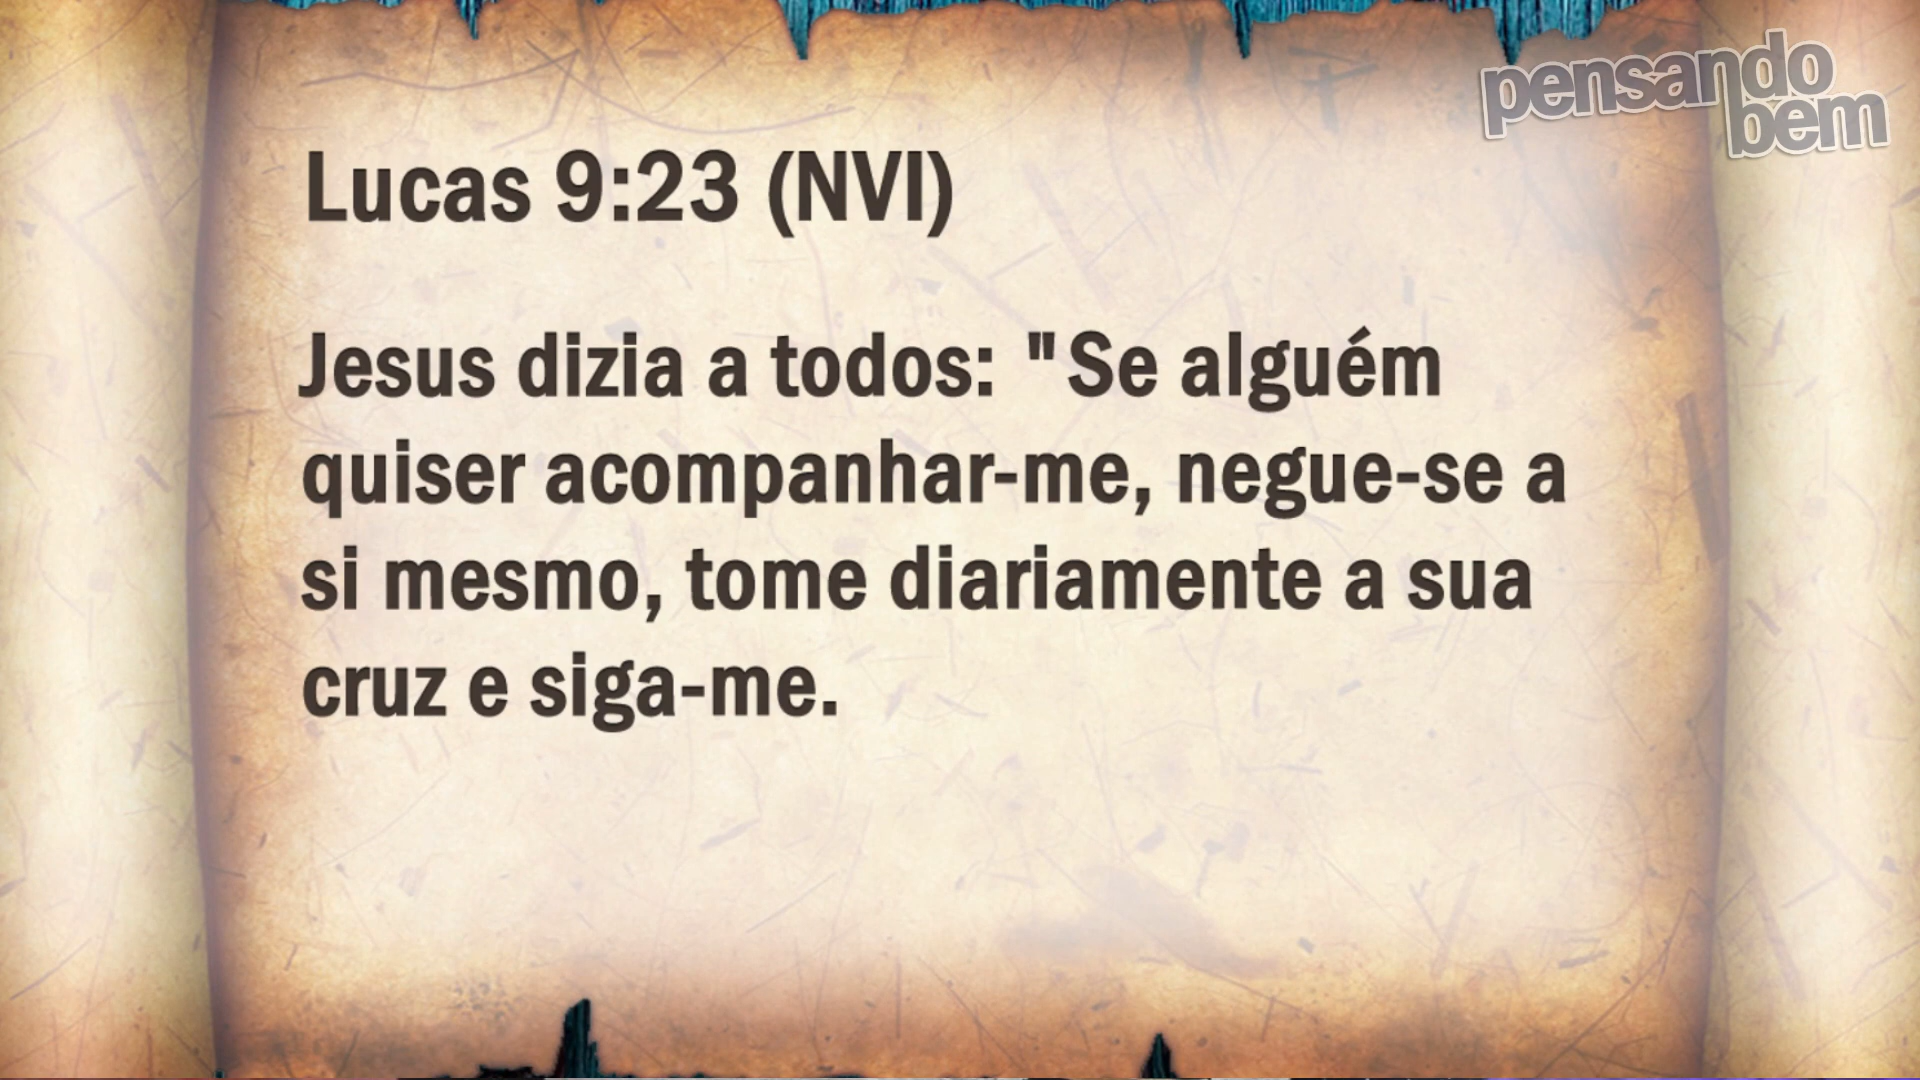 pensando
bem
Lucas 9:23 (NVI)
Jesus dizia a todos: "Se alguém
quiser acompanhar-me, negue-se a
si mesmo, tome diariamente a sua
cruz e siga-me.